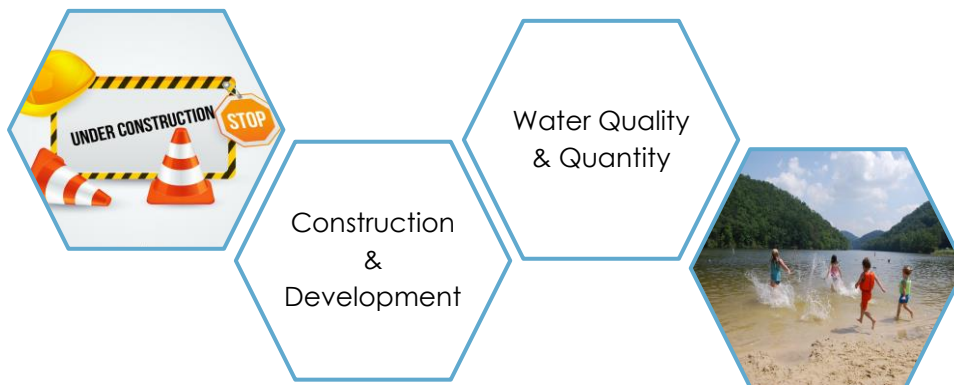 UNDER CONSTRUCTION
STOP
Construction
&
Development
Water Quality
& Quantity